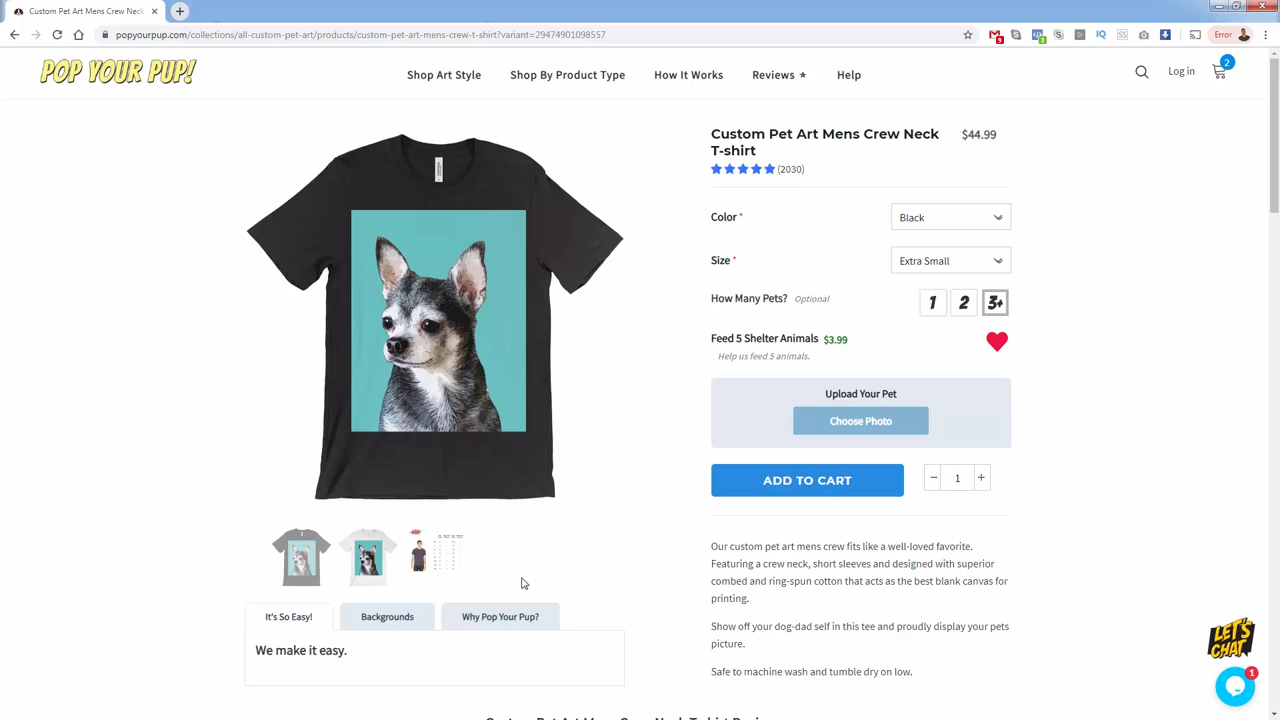 Custom Pet Art Mens Crew Neck
popyourpup.com/collections/all-custom-pet-art/products/custom-pet-art-mens-crew-t-shirt?variant=29474901098557
Error
POP YOUR PUP!
Shop Art Style
Shop By Product Type
How It Works
Reviews ★
Help
Log in
2
Custom Pet Art Mens Crew Neck
T-shirt
$44.99
(2030)
Color *
Black
Size *
Extra Small
How Many Pets? Optional
1
2
3+
Feed 5 Shelter Animals $3.99
Help us feed 5 animals.
Upload Your Pet
Choose Photo
ADD TO CART
− 1 +
Our custom pet art mens crew fits like a well-loved favorite.
Featuring a crew neck, short sleeves and designed with superior
combed and ring-spun cotton that acts as the best blank canvas for
printing.
Show off your dog-dad self in this tee and proudly display your pets
picture.
Safe to machine wash and tumble dry on low.
It's So Easy!
Backgrounds
Why Pop Your Pup?
We make it easy.
LET'S
CHAT
1